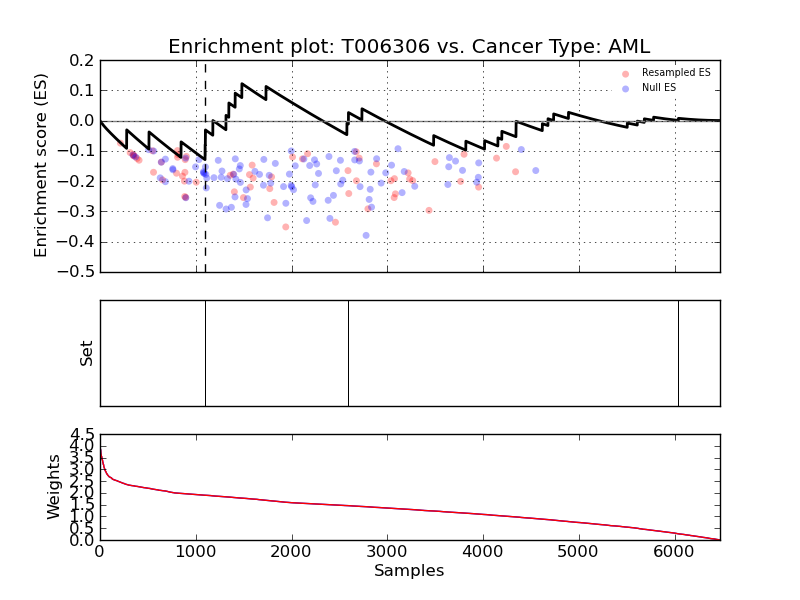 Enrichment plot: T006306 vs. Cancer Type: AML
0.2
0.1
0.0
−0.1
−0.2
−0.3
−0.4
−0.5
Enrichment score (ES)
Resampled ES
Null ES
Set
4.5
4.0
3.5
3.0
2.5
2.0
1.5
1.0
0.5
0.0
Weights
0 1000 2000 3000 4000 5000 6000
Samples